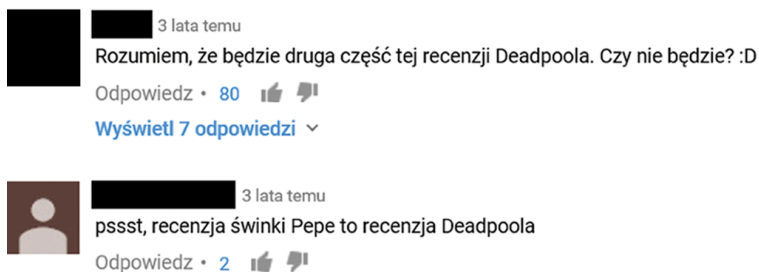 3 lata temu
Rozumiem, że będzie druga część tej recenzji Deadpoola. Czy nie będzie? :D
Odpowiedz • 80
Wyświetl 7 odpowiedzi
3 lata temu
pssst, recenzja świnki Pepe to recenzja Deadpoola
Odpowiedz • 2